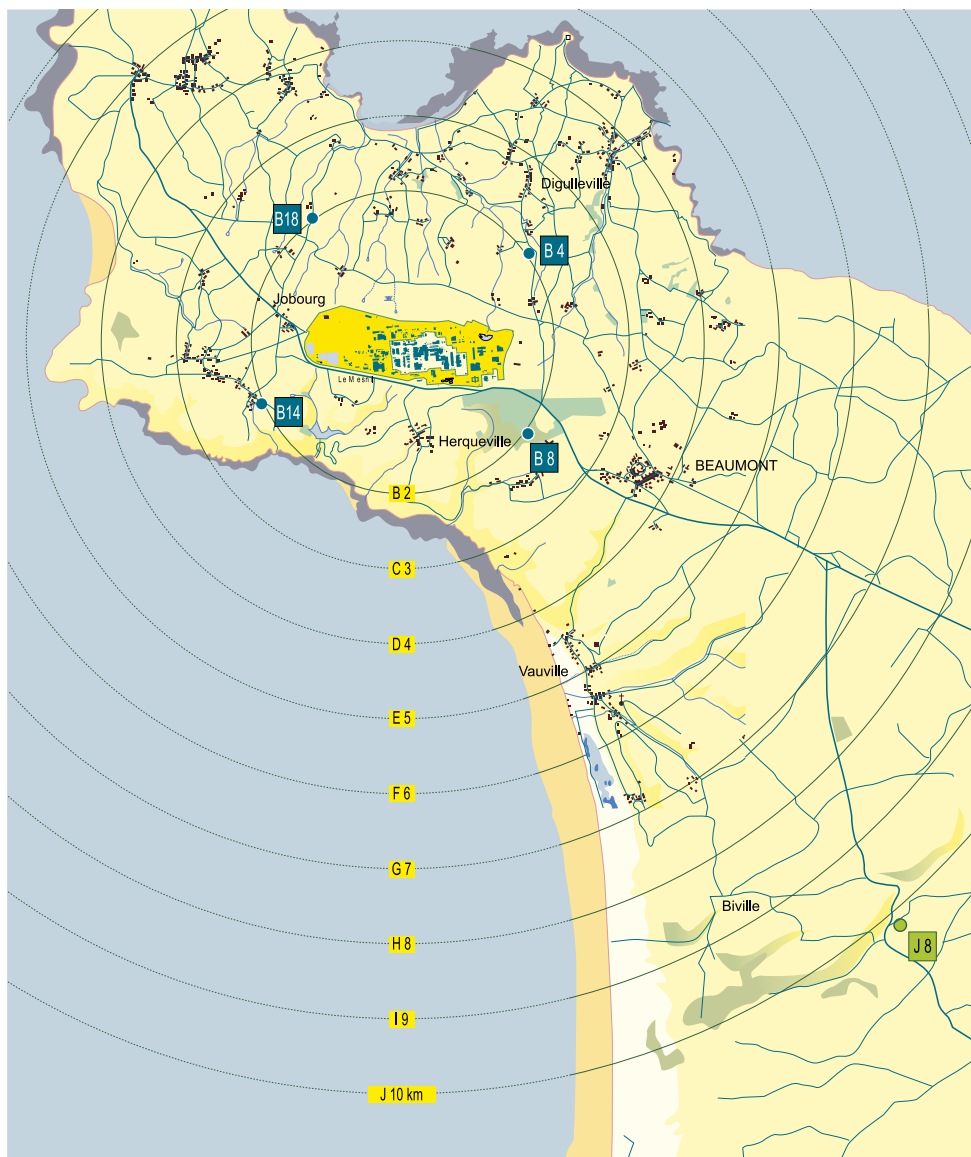 Digulleville
B18
B 4
Jobourg
Le Mesnil
B14
Herqueville
B 8
BEAUMONT
B 2
C 3
D 4
Vauville
E 5
F 6
G 7
Biville
H 8
J 8
I 9
J 10 km